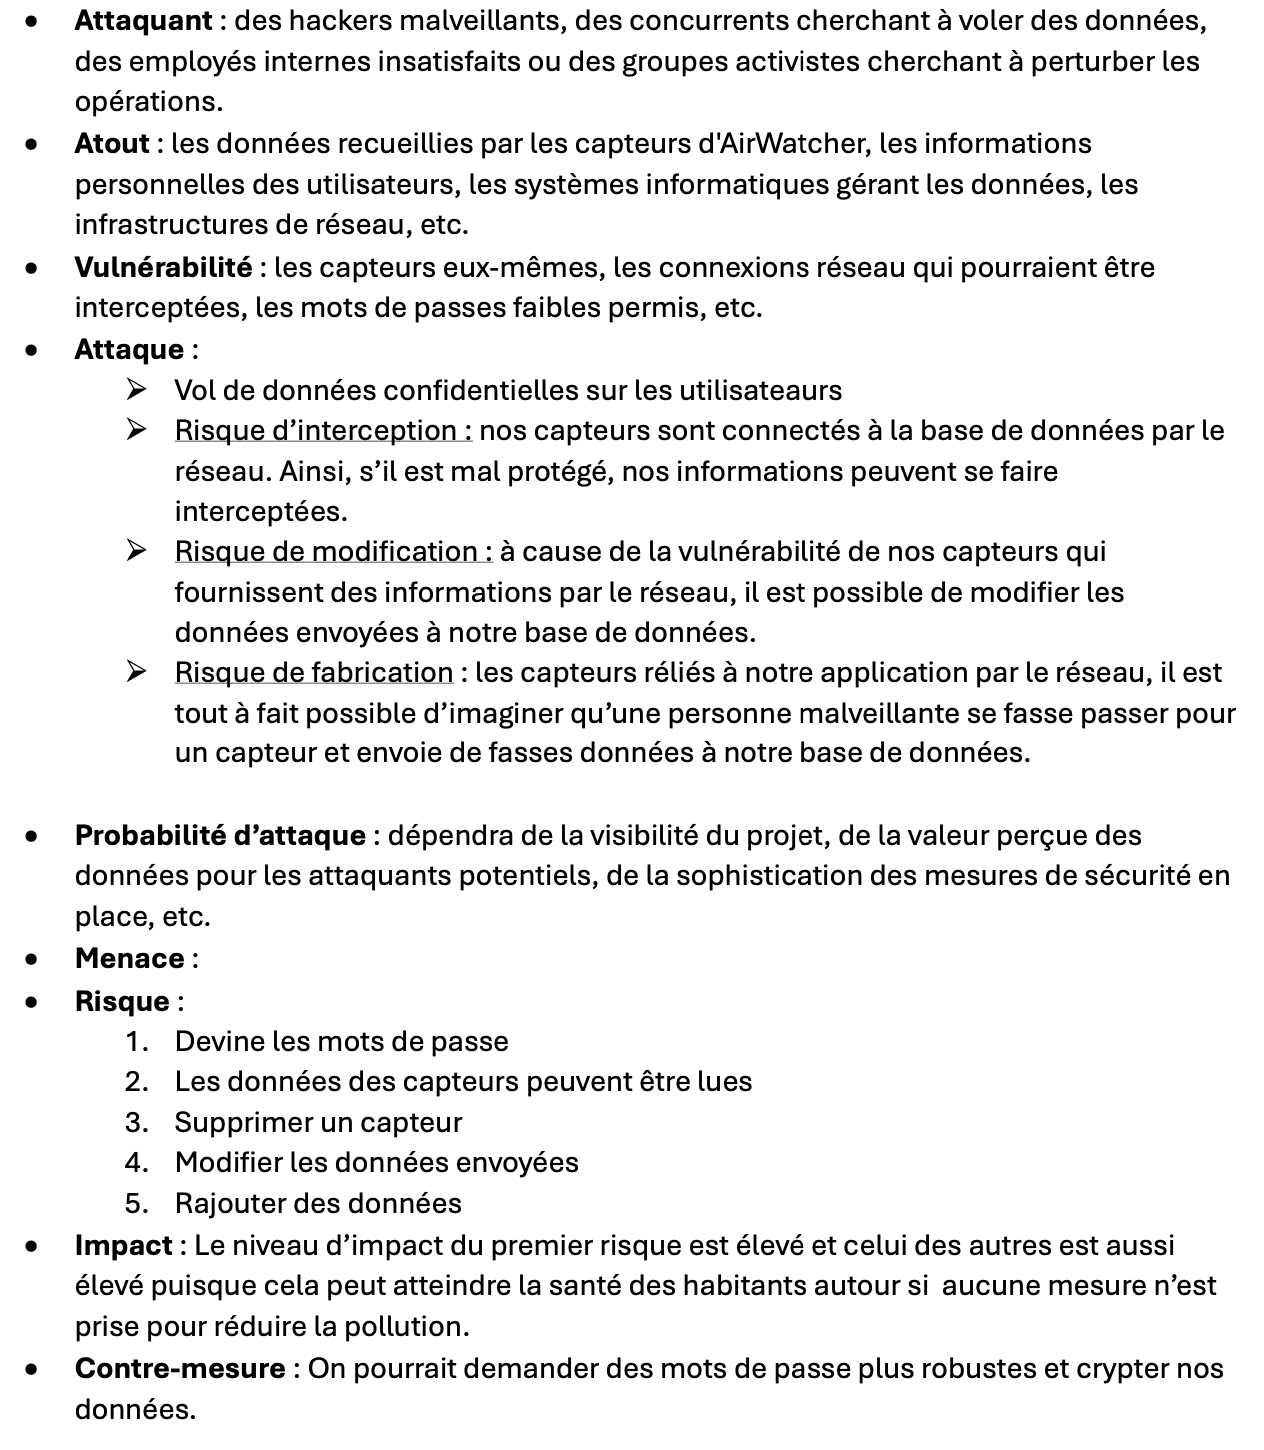 • Attaquant : des hackers malveillants, des concurrents cherchant à voler des données,
des employés internes insatisfaits ou des groupes activistes cherchant à perturber les
opérations.
• Atout : les données recueillies par les capteurs d'AirWatcher, les informations
personnelles des utilisateurs, les systèmes informatiques gérant les données, les
infrastructures de réseau, etc.
• Vulnérabilité : les capteurs eux-mêmes, les connexions réseau qui pourraient être
interceptées, les mots de passes faibles permis, etc.
• Attaque :
➢ Vol de données confidentielles sur les utilisateaurs
➢ Risque d’interception : nos capteurs sont connectés à la base de données par le
réseau. Ainsi, s’il est mal protégé, nos informations peuvent se faire
interceptées.
➢ Risque de modification : à cause de la vulnérabilité de nos capteurs qui
fournissent des informations par le réseau, il est possible de modifier les
données envoyées à notre base de données.
➢ Risque de fabrication : les capteurs réliés à notre application par le réseau, il est
tout à fait possible d’imaginer qu’une personne malveillante se fasse passer pour
un capteur et envoie de fasses données à notre base de données.
• Probabilité d’attaque : dépendra de la visibilité du projet, de la valeur perçue des
données pour les attaquants potentiels, de la sophistication des mesures de sécurité en
place, etc.
• Menace :
• Risque :
1. Devine les mots de passe
2. Les données des capteurs peuvent être lues
3. Supprimer un capteur
4. Modifier les données envoyées
5. Rajouter des données
• Impact : Le niveau d’impact du premier risque est élevé et celui des autres est aussi
élevé puisque cela peut atteindre la santé des habitants autour si  aucune mesure n’est
prise pour réduire la pollution.
• Contre-mesure : On pourrait demander des mots de passe plus robustes et crypter nos
données.